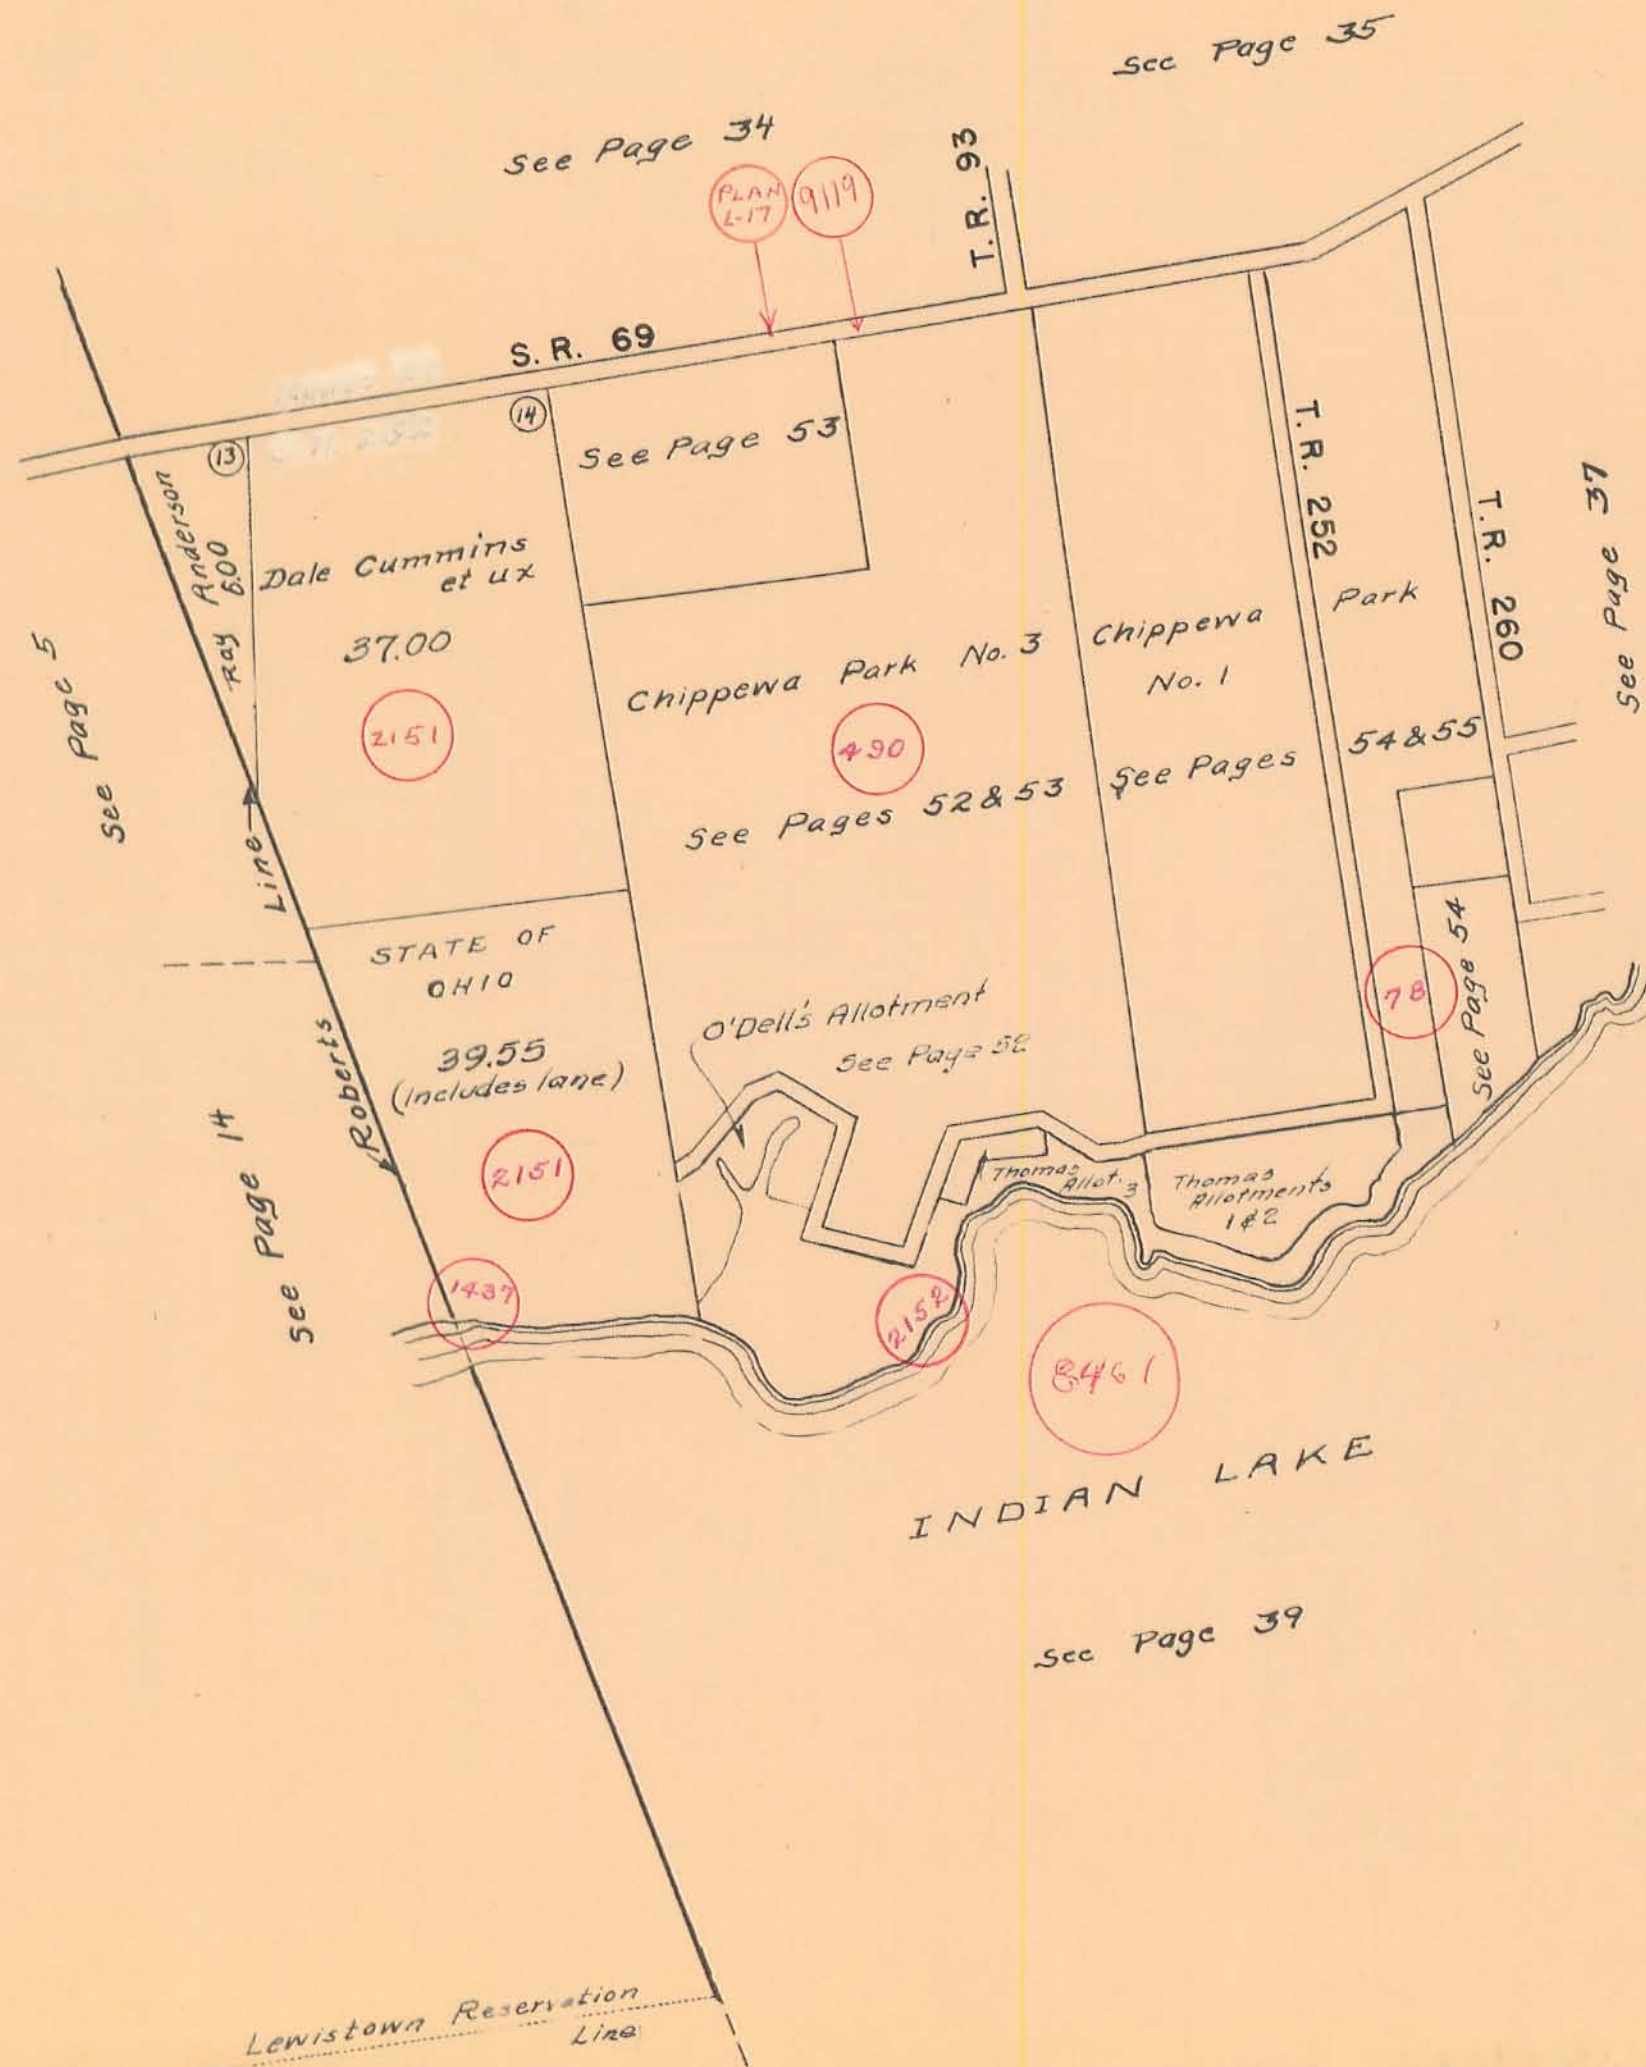 See Page 35
See Page 34
PLAN
L-17
9119
T.R. 93
S.R. 69
13
14
See Page 53
T.R. 252
T.R. 260
See Page 37
Ray Anderson
6.00
Dale Cummins
et ux
37.00
2151
See Page 5
Chippewa Park No. 3
490
See Pages 52 & 53
Chippewa
No. 1
See Pages
Park
54 & 55
Line
Roberts
STATE OF
OHIO
39.55
(includes lane)
2151
See Page 14
O'Dell's Allotment
See Page 52
78
See Page 54
Thomas
Allot. 3
Thomas
Allotments
1 & 2
1437
2152
8461
INDIAN LAKE
See Page 39
Lewistown Reservation
Line